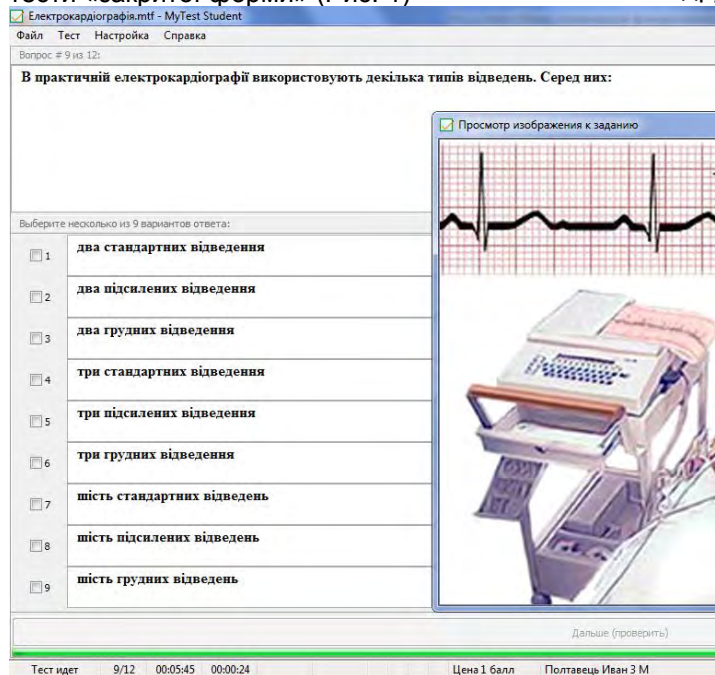 тести «закритої форми» (Рис. 1)
Електрокардіографія.mtf - MyTest Student
Файл Тест Настройка Справка
Вопрос # 9 из 12:
В практичній електрокардіографії використовують декілька типів відведень. Серед них:
Просмотр изображения к заданию
Выберите несколько из 9 вариантов ответа:
1 два стандартних відведення
2 два підсилених відведення
3 два грудних відведення
4 три стандартних відведення
5 три підсилених відведення
6 три грудних відведення
7 шість стандартних відведень
8 шість підсилених відведень
9 шість грудних відведень
Дальше (проверить)
Тест идет 9/12 00:05:45 00:00:24 Цена 1 балл Полтавець Иван 3 М